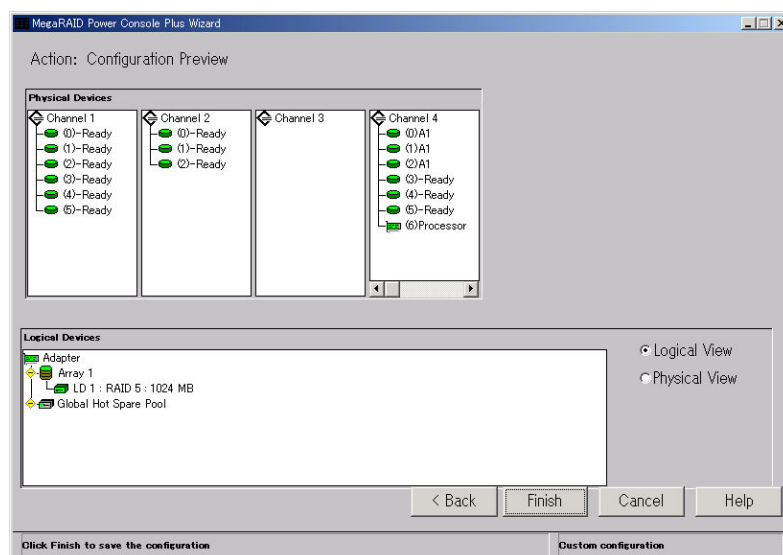 MegaRAID Power Console Plus Wizard
Action: Configuration Preview
Physical Devices
Channel 1
(0)-Ready
(1)-Ready
(2)-Ready
(3)-Ready
(4)-Ready
(5)-Ready
Channel 2
(0)-Ready
(1)-Ready
(2)-Ready
Channel 3
Channel 4
(0)A1
(1)A1
(2)A1
(3)-Ready
(4)-Ready
(5)-Ready
(6)Processor
Logical Devices
Adapter
Array 1
LD 1 : RAID 5 : 1024 MB
Global Hot Spare Pool
Logical View
Physical View
< Back
Finish
Cancel
Help
Click Finish to save the configuration
Custom configuration